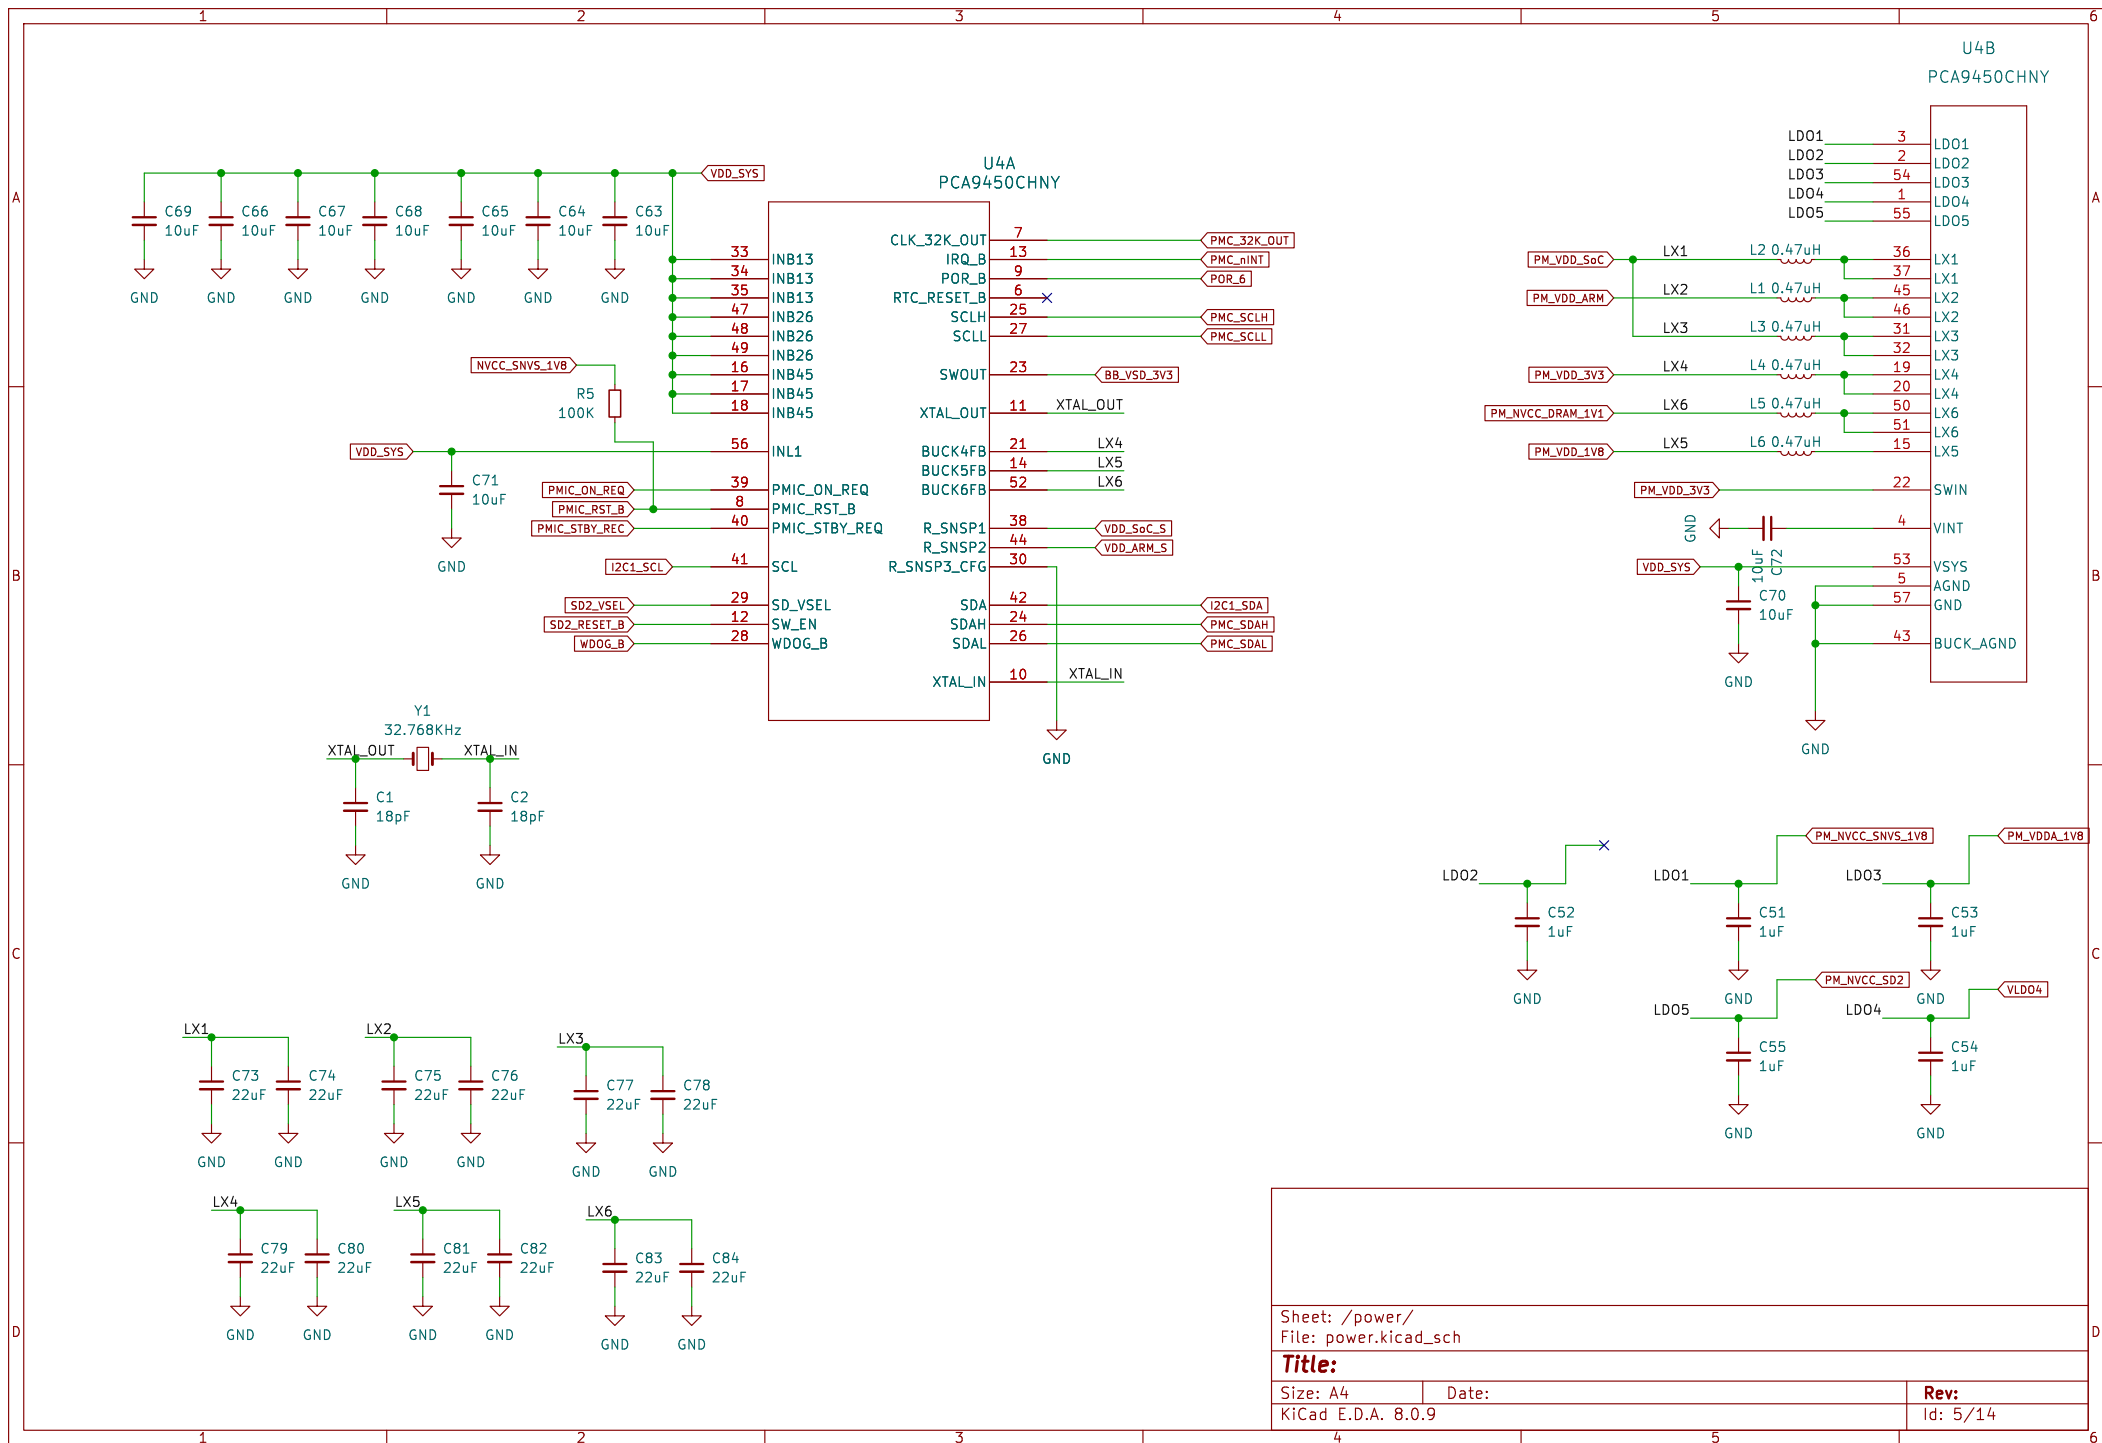 1 2 3 4 5 6
A
B
C
D
A
B
C
D
U4B
PCA9450CHNY
LDO1 3 LDO1
LDO2 2 LDO2
LDO3 54 LDO3
LDO4 1 LDO4
LDO5 55 LDO5
PM_VDD_SoC LX1 L2 0.47uH 36 LX1
37 LX1
PM_VDD_ARM LX2 L1 0.47uH 45 LX2
46 LX2
LX3 L3 0.47uH 31 LX3
32 LX3
PM_VDD_3V3 LX4 L4 0.47uH 19 LX4
20 LX4
PM_NVCC_DRAM_1V1 LX6 L5 0.47uH 50 LX6
51 LX6
PM_VDD_1V8 LX5 L6 0.47uH 15 LX5
PM_VDD_3V3 22 SWIN
GND 4 VINT
10uF
C72
VDD_SYS 53 VSYS
5 AGND
57 GND
43 BUCK_AGND
C70
10uF
GND
GND
U4A
PCA9450CHNY
VDD_SYS
C69
10uF
C66
10uF
C67
10uF
C68
10uF
C65
10uF
C64
10uF
C63
10uF
GND GND GND GND GND GND GND
33 INB13
34 INB13
35 INB13
47 INB26
48 INB26
49 INB26
16 INB45
17 INB45
18 INB45
NVCC_SNVS_1V8
R5
100K
VDD_SYS 56 INL1
C71
10uF
GND
PMIC_ON_REQ 39 PMIC_ON_REQ
PMIC_RST_B 8 PMIC_RST_B
PMIC_STBY_REC 40 PMIC_STBY_REQ
I2C1_SCL 41 SCL
SD2_VSEL 29 SD_VSEL
SD2_RESET_B 12 SW_EN
WDOG_B 28 WDOG_B
CLK_32K_OUT 7 PMC_32K_OUT
IRQ_B 13 PMC_nINT
POR_B 9 POR_6
RTC_RESET_B 6
SCLH 25 PMC_SCLH
SCLL 27 PMC_SCLL
SWOUT 23 BB_VSD_3V3
XTAL_OUT 11 XTAL_OUT
BUCK4FB 21 LX4
BUCK5FB 14 LX5
BUCK6FB 52 LX6
R_SNSP1 38 VDD_SoC_S
R_SNSP2 44 VDD_ARM_S
R_SNSP3_CFG 30
SDA 42 I2C1_SDA
SDAH 24 PMC_SDAH
SDAL 26 PMC_SDAL
XTAL_IN 10 XTAL_IN
GND
Y1
32.768KHz
XTAL_OUT XTAL_IN
C1
18pF
C2
18pF
GND GND
LDO2
C52
1uF
GND
PM_NVCC_SNVS_1V8
LDO1
C51
1uF
GND
PM_VDDA_1V8
LDO3
C53
1uF
GND
PM_NVCC_SD2
LDO5
C55
1uF
GND
VLDO4
LDO4
C54
1uF
GND
LX1
C73
22uF
C74
22uF
GND GND
LX2
C75
22uF
C76
22uF
GND GND
LX3
C77
22uF
C78
22uF
GND GND
LX4
C79
22uF
C80
22uF
GND GND
LX5
C81
22uF
C82
22uF
GND GND
LX6
C83
22uF
C84
22uF
GND GND
Sheet: /power/
File: power.kicad_sch
Title:
Size: A4 Date: Rev:
KiCad E.D.A. 8.0.9 Id: 5/14
1 2 3 4 5 6